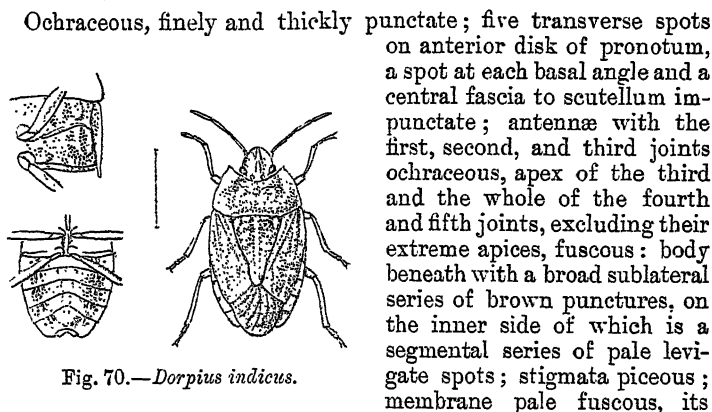 Ochraceous, finely and thickly punctate; five transverse spots
on anterior disk of pronotum,
a spot at each basal angle and a
central fascia to scutellum im-
punctate; antennæ with the
first, second, and third joints
ochraceous, apex of the third
and the whole of the fourth
and fifth joints, excluding their
extreme apices, fuscous: body
beneath with a broad sublateral
series of brown punctures, on
the inner side of which is a
segmental series of pale levi-
gate spots; stigmata piceous;
membrane pale fuscous, its
Fig. 70.—Dorpius indicus.